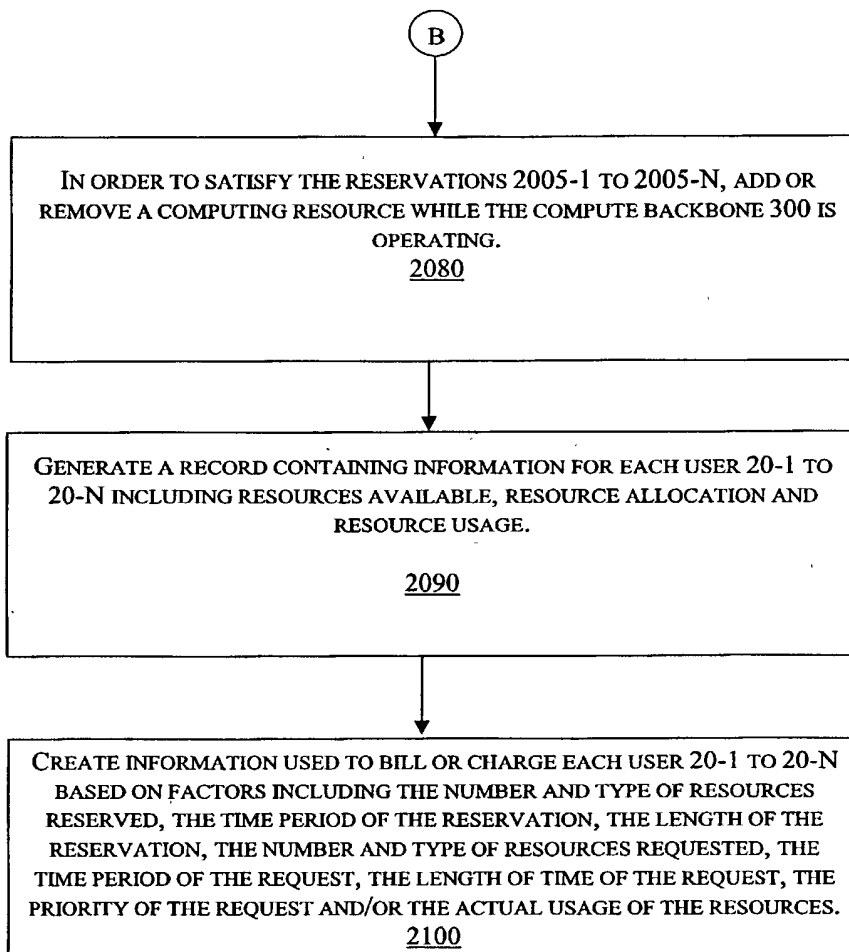 B
IN ORDER TO SATISFY THE RESERVATIONS 2005-1 TO 2005-N, ADD OR
REMOVE A COMPUTING RESOURCE WHILE THE COMPUTE BACKBONE 300 IS
OPERATING.
2080
GENERATE A RECORD CONTAINING INFORMATION FOR EACH USER 20-1 TO
20-N INCLUDING RESOURCES AVAILABLE, RESOURCE ALLOCATION AND
RESOURCE USAGE.
2090
CREATE INFORMATION USED TO BILL OR CHARGE EACH USER 20-1 TO 20-N
BASED ON FACTORS INCLUDING THE NUMBER AND TYPE OF RESOURCES
RESERVED, THE TIME PERIOD OF THE RESERVATION, THE LENGTH OF THE
RESERVATION, THE NUMBER AND TYPE OF RESOURCES REQUESTED, THE
TIME PERIOD OF THE REQUEST, THE LENGTH OF TIME OF THE REQUEST, THE
PRIORITY OF THE REQUEST AND/OR THE ACTUAL USAGE OF THE RESOURCES.
2100